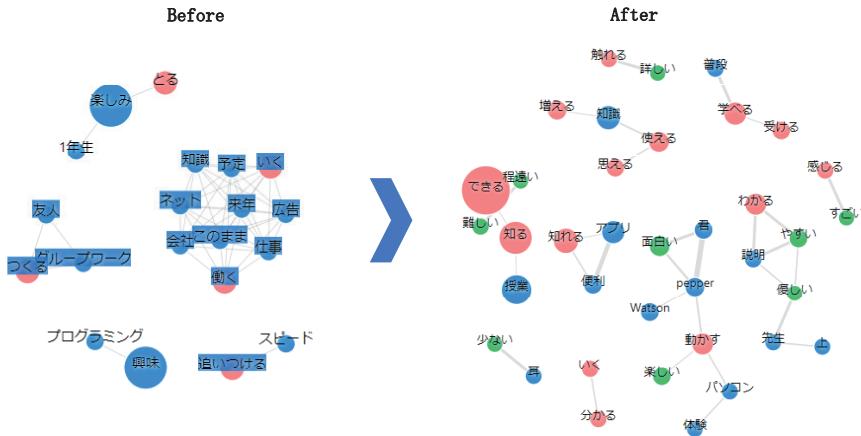 Before
After
とる
楽しみ
1年生
知識
予定
いく
ネット
来年
広告
友人
このまま
会社
仕事
グループワーク
つくる
働く
プログラミング
スピード
興味
追いつける
触れる
詳しい
普段
増える
知識
学べる
使える
受ける
思える
感じる
程遠い
できる
わかる
すごい
難しい
知る
知れる
アプリ
君
やすい
面白い
説明
授業
便利
pepper
優しい
Watson
少ない
動かす
先生
上
耳
いく
楽しい
パソコン
分かる
体験